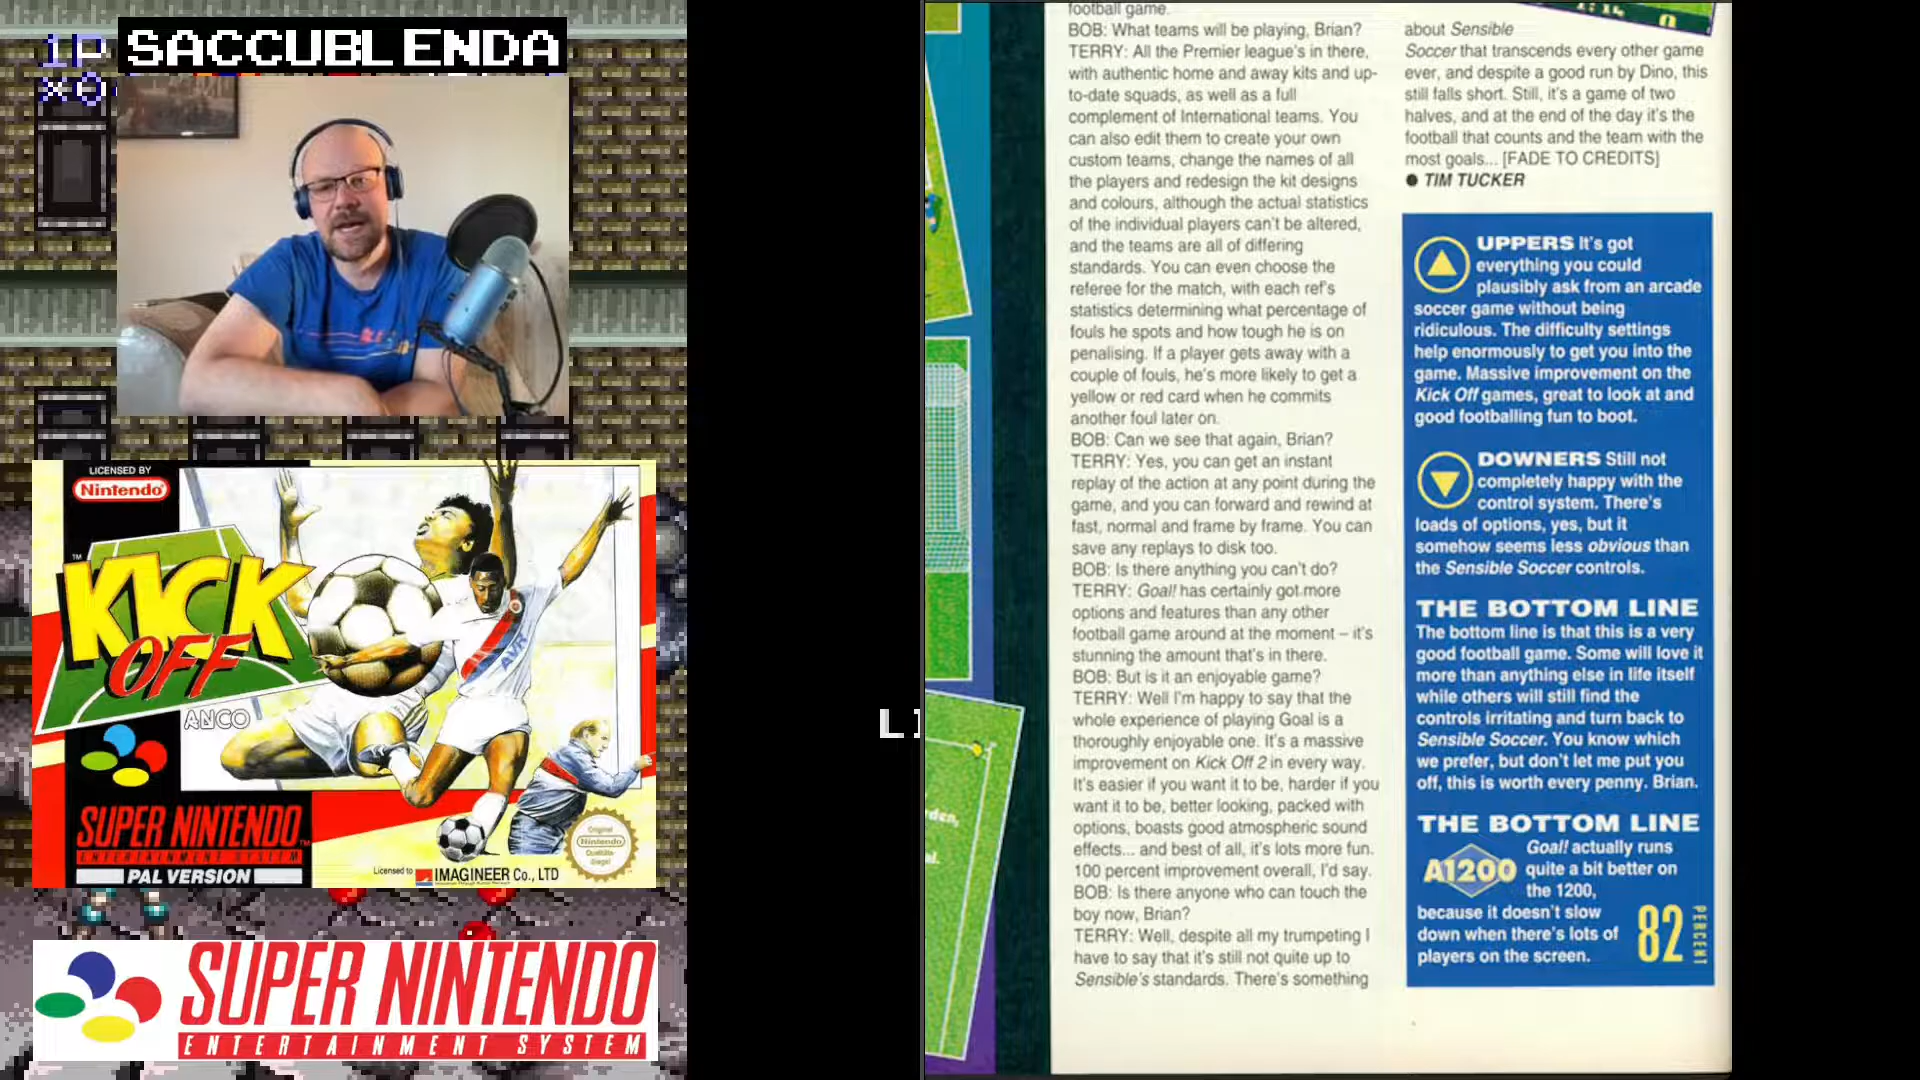 1P
SACCUBLENDA
LICENSED BY
Nintendo
TM
KICK
OFF
ANCO
AVR
SUPER NINTENDO
ENTERTAINMENT SYSTEM
PAL VERSION
Licensed to
IMAGINEER Co., LTD
Original
Nintendo
SUPER NINTENDO
ENTERTAINMENT SYSTEM
football game.
BOB: What teams will be playing, Brian?
TERRY: All the Premier league's in there,
with authentic home and away kits and up-
to-date squads, as well as a full
complement of International teams. You
can also edit them to create your own
custom teams, change the names of all
the players and redesign the kit designs
and colours, although the actual statistics
of the individual players can't be altered,
and the teams are all of differing
standards. You can even choose the
referee for the match, with each ref's
statistics determining what percentage of
fouls he spots and how tough he is on
penalising. If a player gets away with a
couple of fouls, he's more likely to get a
yellow or red card when he commits
another foul later on.
BOB: Can we see that again, Brian?
TERRY: Yes, you can get an instant
replay of the action at any point during the
game, and you can forward and rewind at
fast, normal and frame by frame. You can
save any replays to disk too.
BOB: Is there anything you can't do?
TERRY: Goal! has certainly got more
options and features than any other
football game around at the moment – it's
stunning the amount that's in there.
BOB: But is it an enjoyable game?
TERRY: Well I'm happy to say that the
whole experience of playing Goal is a
thoroughly enjoyable one. It's a massive
improvement on Kick Off 2 in every way.
It's easier if you want it to be, harder if you
want it to be, better looking, packed with
options, boasts good atmospheric sound
effects... and best of all, it's lots more fun.
100 percent improvement overall, I'd say.
BOB: Is there anyone who can touch the
boy now, Brian?
TERRY: Well, despite all my trumpeting I
have to say that it's still not quite up to
Sensible's standards. There's something
about Sensible
Soccer that transcends every other game
ever, and despite a good run by Dino, this
still falls short. Still, it's a game of two
halves, and at the end of the day it's the
football that counts and the team with the
most goals... [FADE TO CREDITS]
● TIM TUCKER
UPPERS It's got
everything you could
plausibly ask from an arcade
soccer game without being
ridiculous. The difficulty settings
help enormously to get you into the
game. Massive improvement on the
Kick Off games, great to look at and
good footballing fun to boot.
DOWNERS Still not
completely happy with the
control system. There's
loads of options, yes, but it
somehow seems less obvious than
the Sensible Soccer controls.
THE BOTTOM LINE
The bottom line is that this is a very
good football game. Some will love it
more than anything else in life itself
while others will still find the
controls irritating and turn back to
Sensible Soccer. You know which
we prefer, but don't let me put you
off, this is worth every penny. Brian.
THE BOTTOM LINE
A1200
Goal! actually runs
quite a bit better on
the 1200,
because it doesn't slow
down when there's lots of
players on the screen.
82
PERCENT